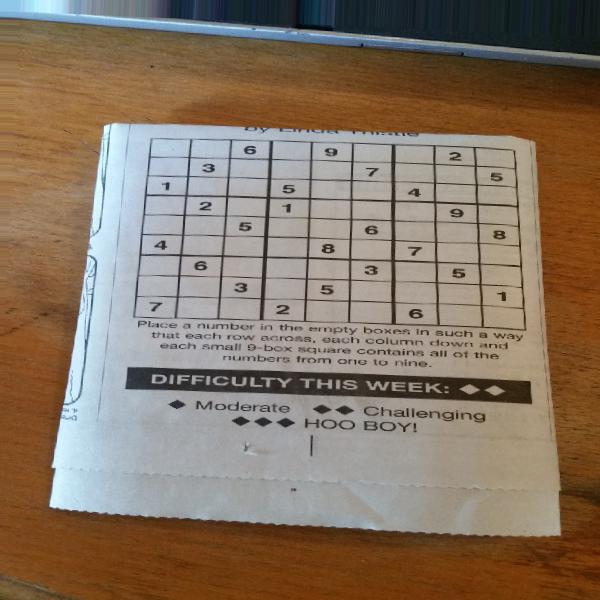 by Linda Thistle
6 9 2
3 7 5
1 5 4
2 1 9
5 6 8
4 8 7
6 3 5
3 5 1
7 2 6
Place a number in the empty boxes in such a way
that each row across, each column down and
each small 9-box square contains all of the
numbers from one to nine.
DIFFICULTY THIS WEEK: ◆◆
◆ Moderate ◆◆ Challenging
◆◆◆ HOO BOY!